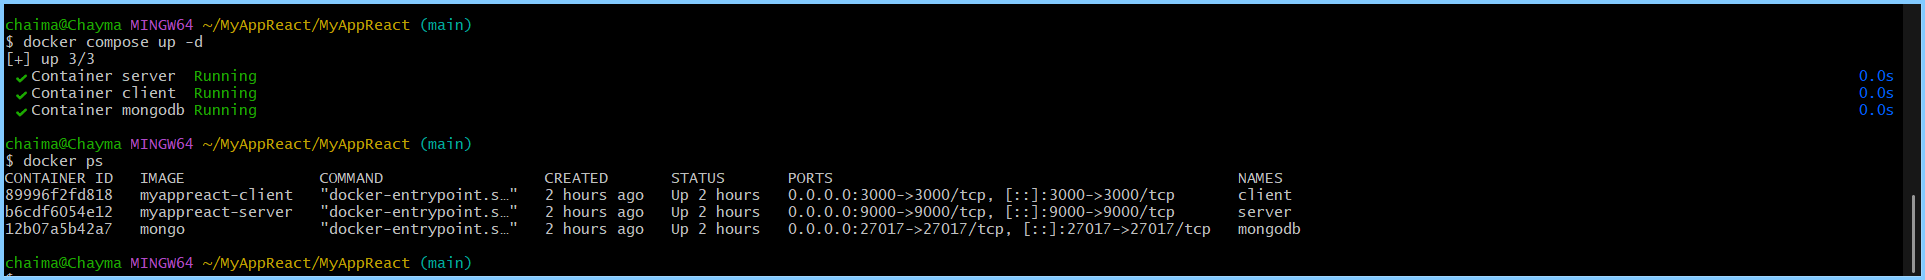 chaima@Chayma MINGW64 ~/MyAppReact/MyAppReact (main)
$ docker compose up -d
[+] up 3/3
✔ Container server  Running 0.0s
✔ Container client  Running 0.0s
✔ Container mongodb Running 0.0s
chaima@Chayma MINGW64 ~/MyAppReact/MyAppReact (main)
$ docker ps
CONTAINER ID   IMAGE               COMMAND                  CREATED       STATUS       PORTS                                             NAMES
89996f2fd818   myappreact-client   "docker-entrypoint.s…"   2 hours ago   Up 2 hours   0.0.0.0:3000->3000/tcp, [::]:3000->3000/tcp       client
b6cdf6054e12   myappreact-server   "docker-entrypoint.s…"   2 hours ago   Up 2 hours   0.0.0.0:9000->9000/tcp, [::]:9000->9000/tcp       server
12b07a5b42a7   mongo               "docker-entrypoint.s…"   2 hours ago   Up 2 hours   0.0.0.0:27017->27017/tcp, [::]:27017->27017/tcp   mongodb
chaima@Chayma MINGW64 ~/MyAppReact/MyAppReact (main)
$